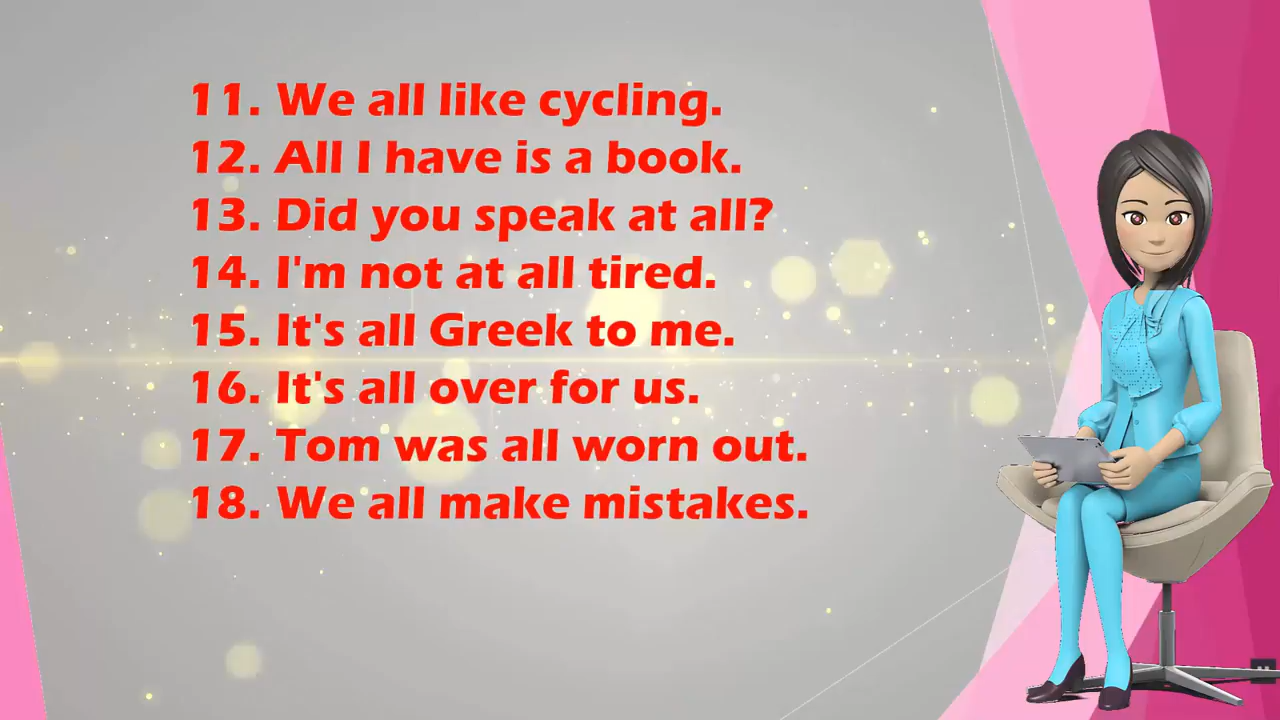 11. We all like cycling.
12. All I have is a book.
13. Did you speak at all?
14. I'm not at all tired.
15. It's all Greek to me.
16. It's all over for us.
17. Tom was all worn out.
18. We all make mistakes.